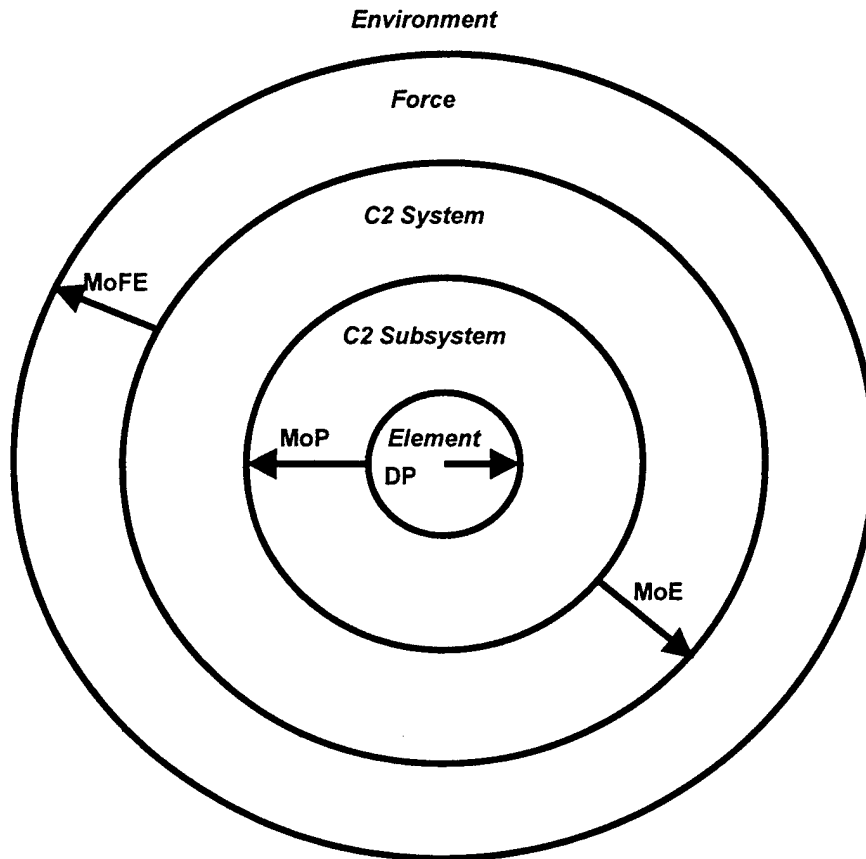 Environment
Force
C2 System
MoFE
C2 Subsystem
MoP
Element
DP
MoE